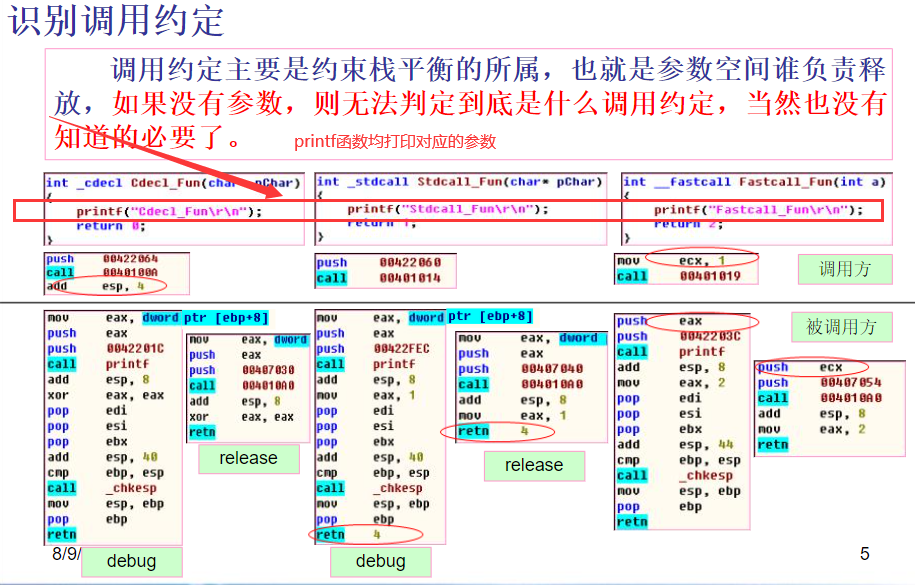 识别调用约定
调用约定主要是约束栈平衡的所属，也就是参数空间谁负责释
放，如果没有参数，则无法判定到底是什么调用约定，当然也没有
知道的必要了。
printf函数均打印对应的参数
int _cdecl Cdecl_Fun(char* pChar)
{
printf("Cdecl_Fun\r\n");
return 0;
}
int _stdcall Stdcall_Fun(char* pChar)
{
printf("Stdcall_Fun\r\n");
return 1;
}
int __fastcall Fastcall_Fun(int a)
{
printf("Fastcall_Fun\r\n");
return 2;
}
push 00422064
call 0040100A
add esp, 4
push 00422060
call 00401014
mov ecx, 1
call 00401019
调用方
mov eax, dword ptr [ebp+8]
push eax
push 0042201C
call printf
add esp, 8
xor eax, eax
pop edi
pop esi
pop ebx
add esp, 40
cmp ebp, esp
call _chkesp
mov esp, ebp
pop ebp
retn
debug
mov eax, dword
push eax
push 00407030
call 004010A0
add esp, 8
xor eax, eax
retn
release
mov eax, dword ptr [ebp+8]
push eax
push 00422FEC
call printf
add esp, 8
mov eax, 1
pop edi
pop esi
pop ebx
add esp, 40
cmp ebp, esp
call _chkesp
mov esp, ebp
pop ebp
retn 4
debug
mov eax, dword
push eax
push 00407040
call 004010A0
add esp, 8
mov eax, 1
retn 4
release
push eax
push 0042203C
call printf
add esp, 8
mov eax, 2
pop edi
pop esi
pop ebx
add esp, 44
cmp ebp, esp
call _chkesp
mov esp, ebp
pop ebp
retn
被调用方
push ecx
push 00407054
call 004010A0
add esp, 8
mov eax, 2
retn
8/9/
5